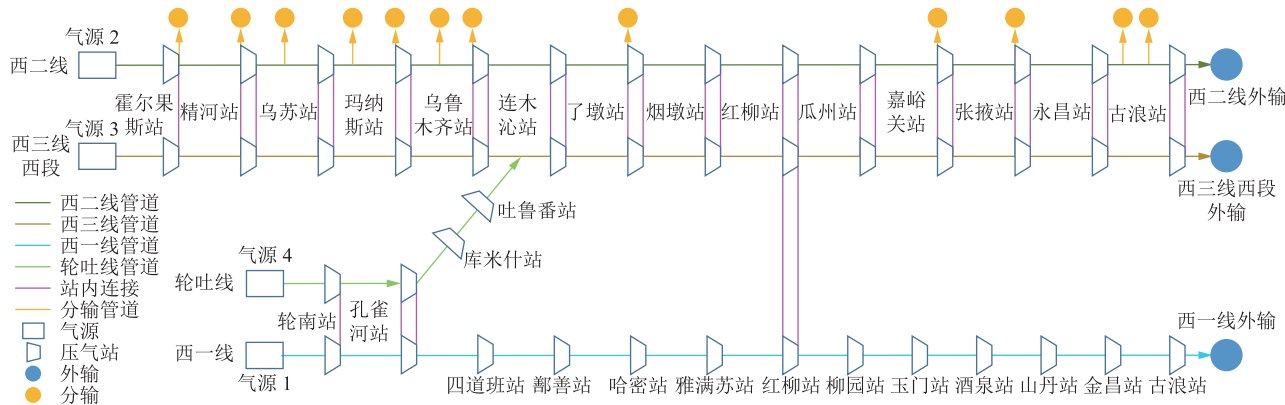 气源 2
西二线
霍尔果
斯站
精河站
乌苏站
玛纳
斯站
乌鲁
木齐站
连木
沁站
了墩站
烟墩站
红柳站
瓜州站
嘉峪
关站
张掖站
永昌站
古浪站
西二线外输
气源 3
西三线
西段
西三线西段
外输
西二线管道
西三线管道
西一线管道
轮吐线管道
站内连接
分输管道
气源
压气站
外输
分输
吐鲁番站
库米什站
气源 4
轮吐线
轮南站
孔雀
河站
西一线
气源 1
西一线外输
四道班站
鄯善站
哈密站
雅满苏站
红柳站
柳园站
玉门站
酒泉站
山丹站
金昌站
古浪站